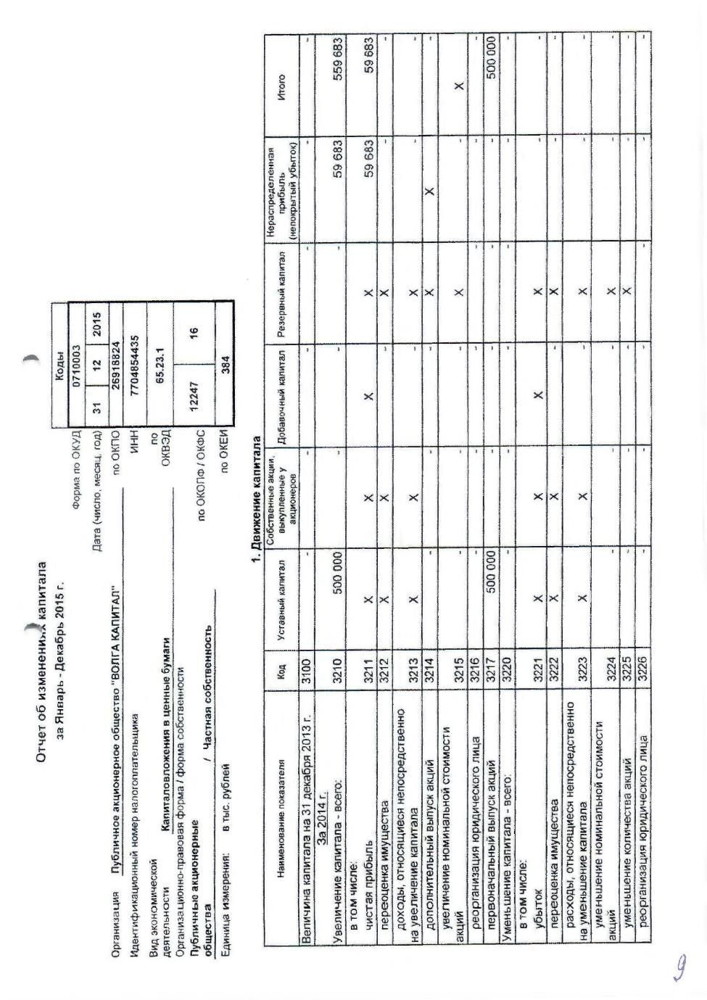 Отчет об изменениях капитала
за Январь - Декабрь 2015 г.
Коды
Форма по ОКУД 0710003
Дата (число, месяц, год) 31 12 2015
Организация Публичное акционерное общество "ВОЛГА КАПИТАЛ" по ОКПО 26918824
Идентификационный номер налогоплательщика ИНН 7704854435
Вид экономической деятельности Капиталовложения в ценные бумаги по ОКВЭД 65.23.1
Организационно-правовая форма / форма собственности
Публичные акционерные общества / Частная собственность по ОКОПФ / ОКФС 12247 16
Единица измерения: в тыс. рублей по ОКЕИ 384
1. Движение капитала
Наименование показателя Код Уставный капитал Собственные акции, выкупленные у акционеров Добавочный капитал Резервный капитал Нераспределенная прибыль (непокрытый убыток) Итого
Величина капитала на 31 декабря 2013 г. 3100 - - - - - -
За 2014 г.
Увеличение капитала - всего: 3210 500 000 - - - 59 683 559 683
в том числе:
чистая прибыль 3211 X X X X 59 683 59 683
переоценка имущества 3212 X X - X - -
доходы, относящиеся непосредственно на увеличение капитала 3213 X X - X - -
дополнительный выпуск акций 3214 - - - X X -
увеличение номинальной стоимости акций 3215 - - - X - X
реорганизация юридического лица 3216 - - - - - -
первоначальный выпуск акций 3217 500 000 - - - - 500 000
Уменьшение капитала - всего: 3220 - - - - - -
в том числе:
убыток 3221 X X X X - -
переоценка имущества 3222 X X - X - -
расходы, относящиеся непосредственно на уменьшение капитала 3223 X X - X - -
уменьшение номинальной стоимости акций 3224 - - - X - -
уменьшение количества акций 3225 - - - X - -
реорганизация юридического лица 3226 - - - - - -
9